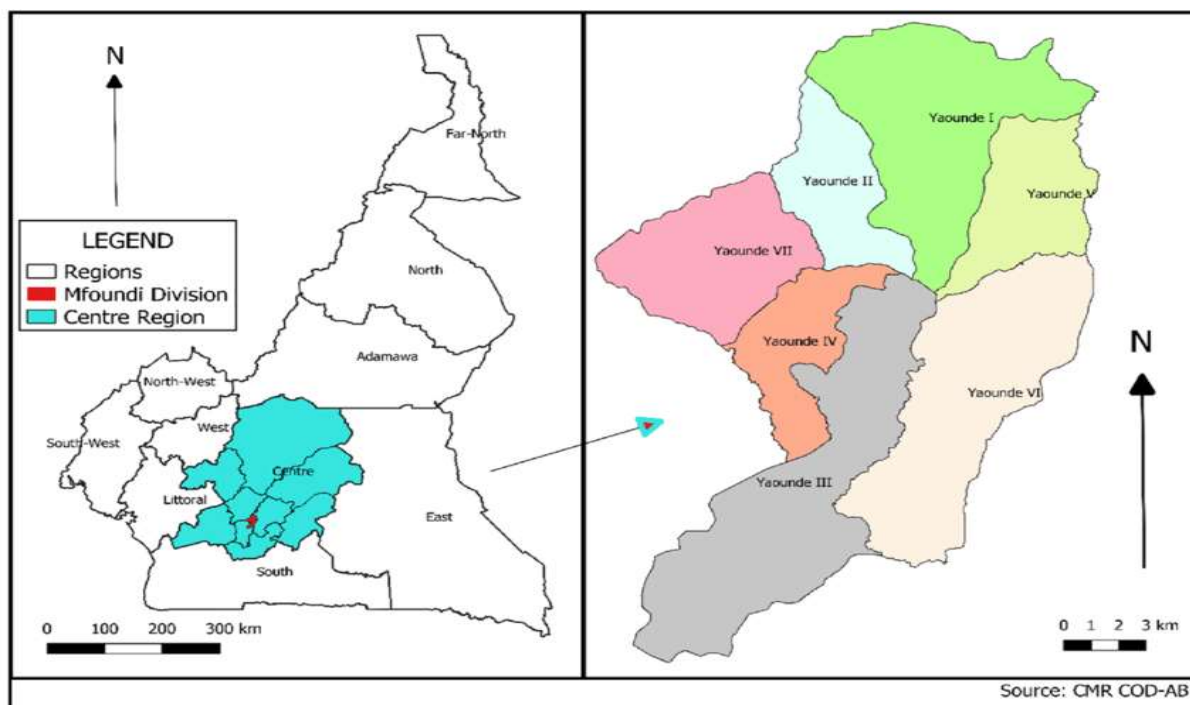 N
Far-North
LEGEND
Regions
Mfoundi Division
Centre Region
North
Adamawa
North-West
West
South-West
Centre
Littoral
East
South
0 100 200 300 km
Yaounde I
Yaounde II
Yaounde V
Yaounde VII
Yaounde IV
N
Yaounde VI
Yaounde III
0 1 2 3 km
Source: CMR COD-AB